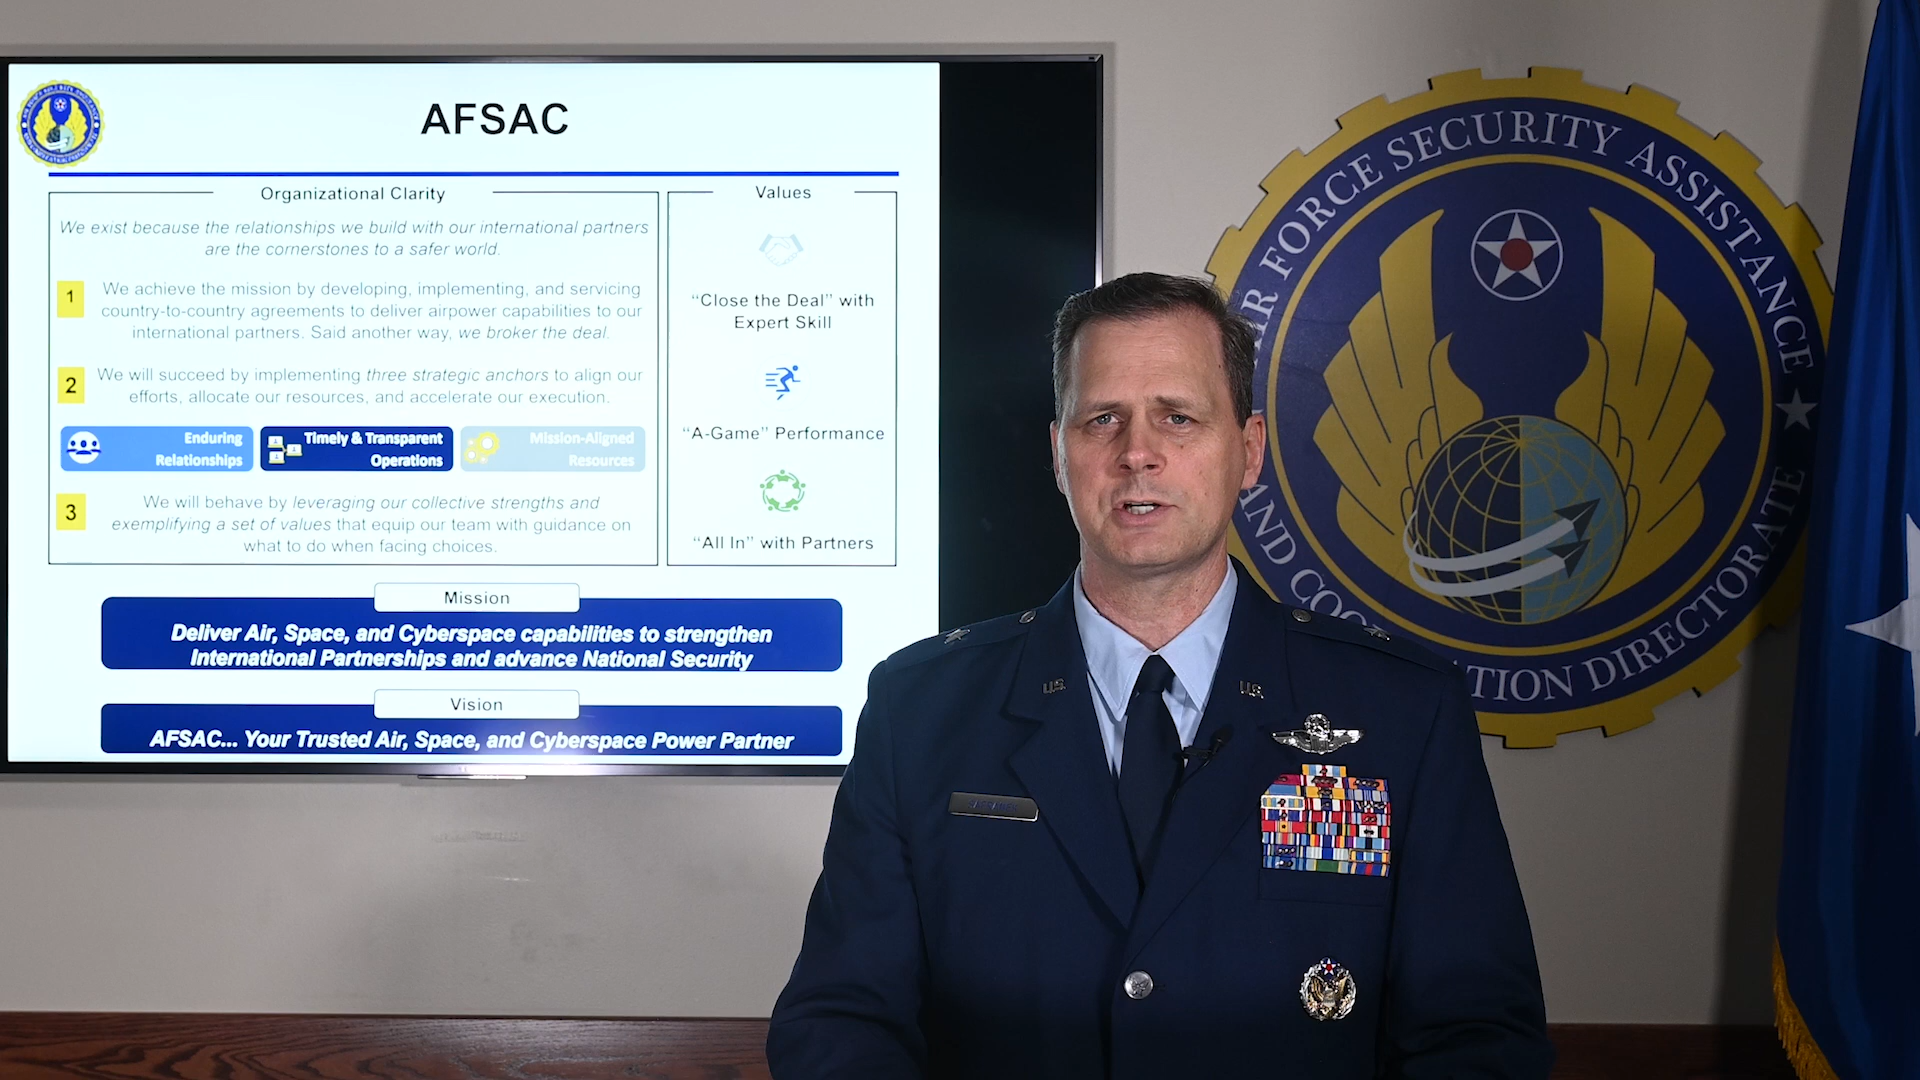 AFSAC
Organizational Clarity
We exist because the relationships we build with our international partners
are the cornerstones to a safer world.
1
We achieve the mission by developing, implementing, and servicing
country-to-country agreements to deliver airpower capabilities to our
international partners. Said another way, we broker the deal.
2
We will succeed by implementing three strategic anchors to align our
efforts, allocate our resources, and accelerate our execution.
Enduring
Relationships
Timely & Transparent
Operations
Mission-Aligned
Resources
3
We will behave by leveraging our collective strengths and
exemplifying a set of values that equip our team with guidance on
what to do when facing choices.
Values
“Close the Deal” with
Expert Skill
“A-Game” Performance
“All In” with Partners
Mission
Deliver Air, Space, and Cyberspace capabilities to strengthen
International Partnerships and advance National Security
Vision
AFSAC... Your Trusted Air, Space, and Cyberspace Power Partner
FORCE SECURITY ASSISTANCE
AND
DIRECTORATE
U.S.
U.S.